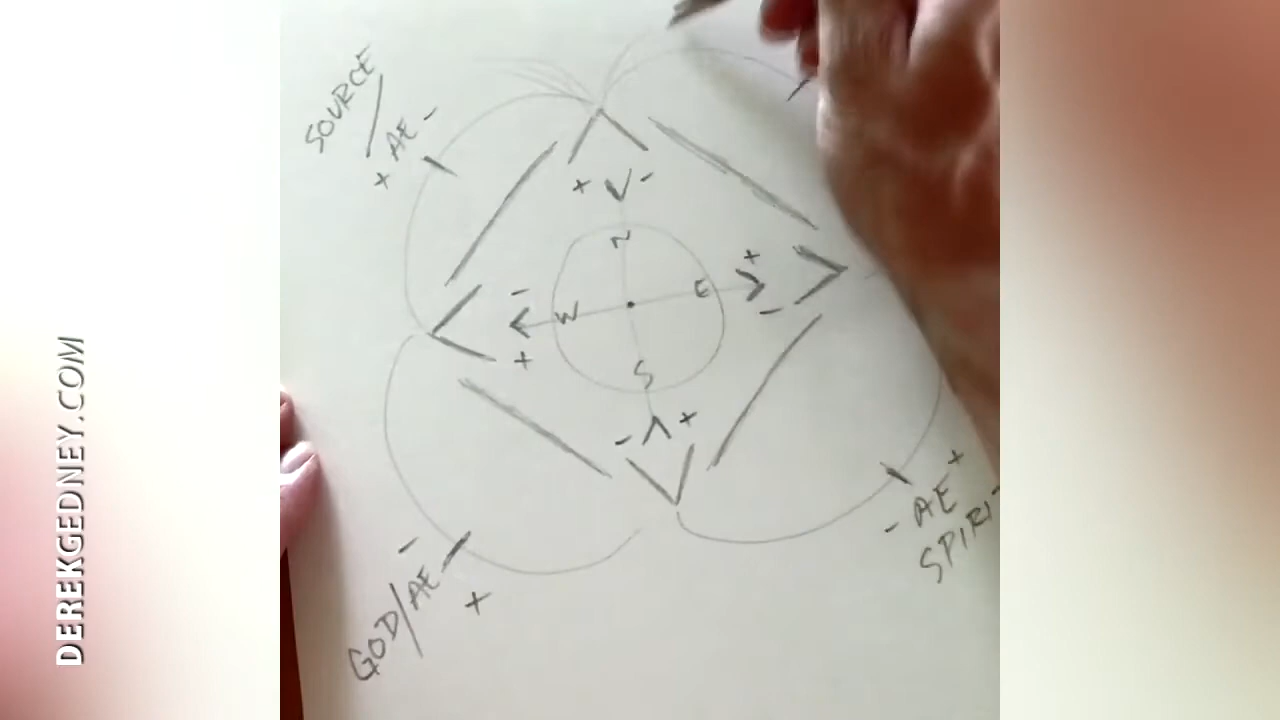 SOURCE/
+ AE -
+ V -
N
+
E
-
-
W
+
S
- Λ +
- AE +
SPIRI
-
GOD/AE
+
DEREKGEDNEY.COM